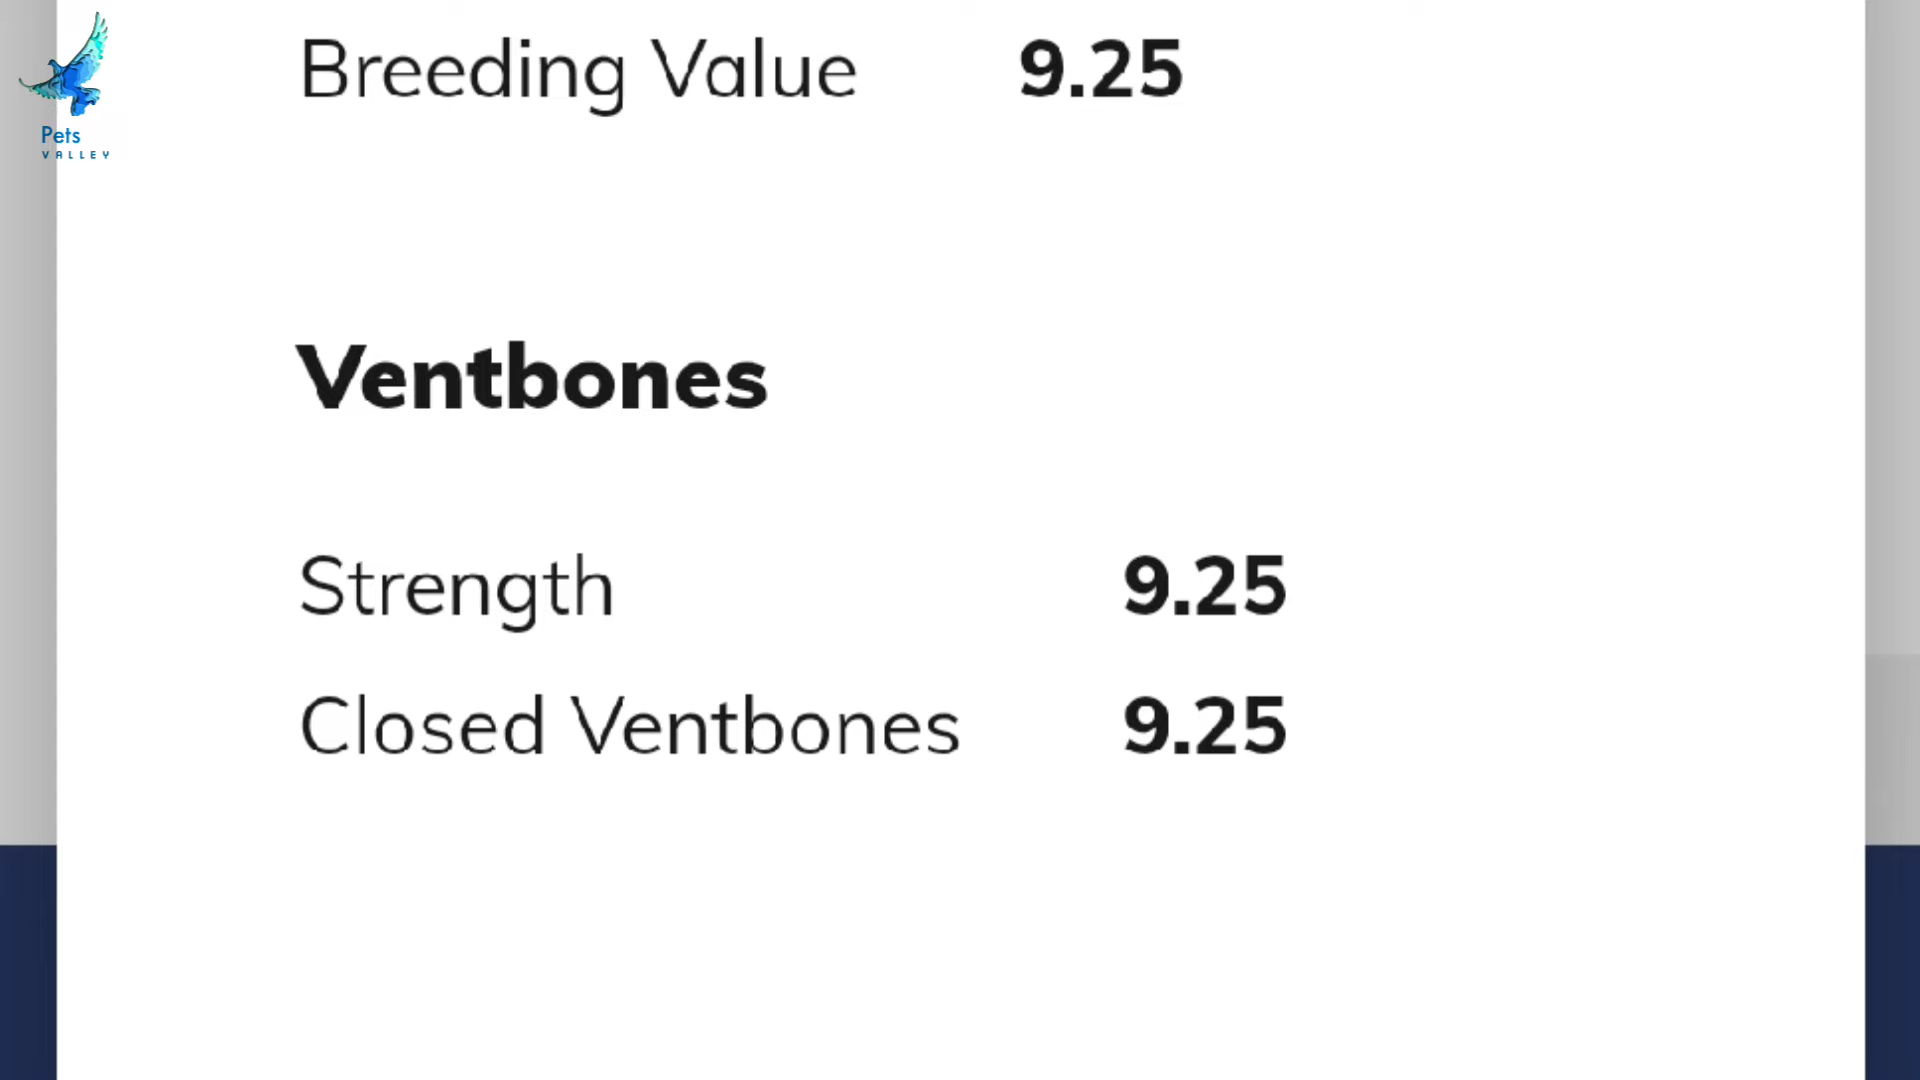 Pets
VALLEY
Breeding Value 9.25
Ventbones
Strength 9.25
Closed Ventbones 9.25